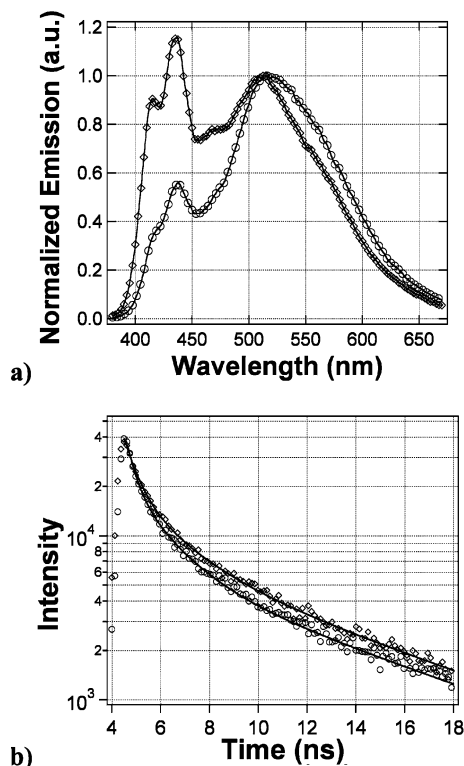 1.2
1.0
0.8
0.6
0.4
0.2
0.0
Normalized Emission (a.u.)
400 450 500 550 600 650
Wavelength (nm)
a)
4
2
10^4
8
6
4
2
10^3
Intensity
4 6 8 10 12 14 16 18
Time (ns)
b)